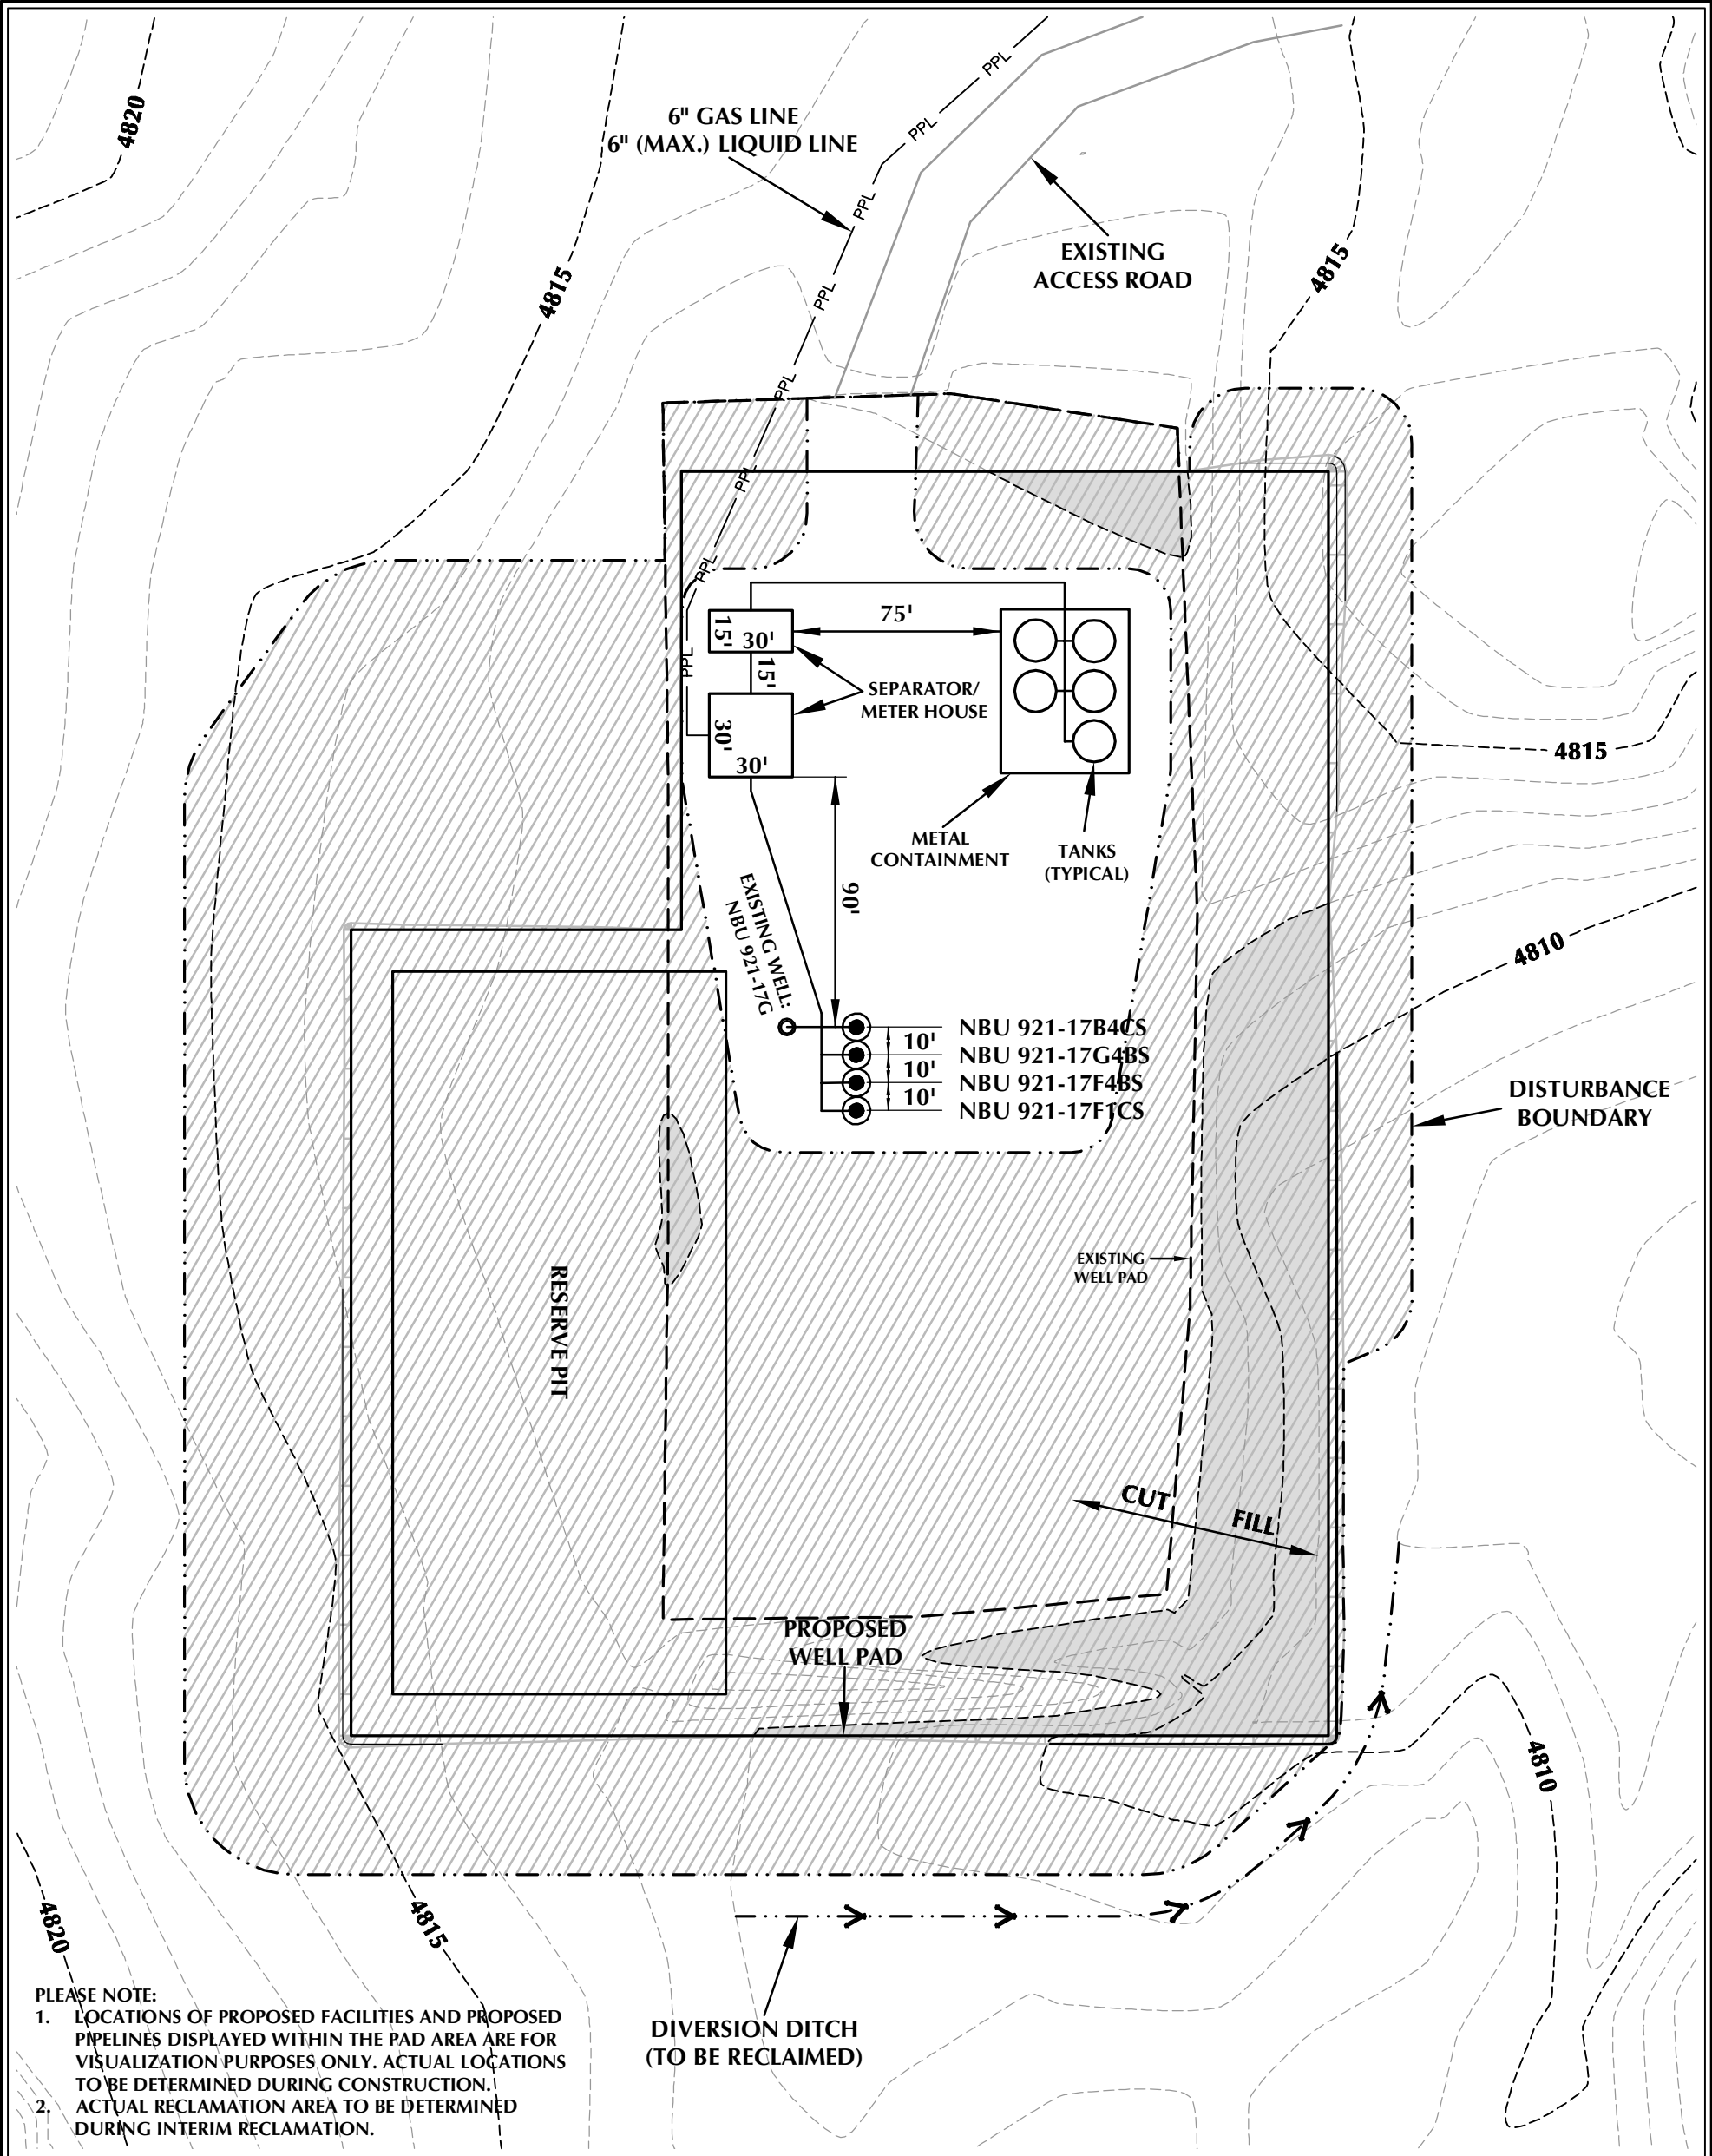 4820
6" GAS LINE
6" (MAX.) LIQUID LINE
PPL
PPL
PPL
PPL
PPL
PPL
PPL
PPL
EXISTING
ACCESS ROAD
4815
4815
75'
15'
30'
15'
30'
30'
SEPARATOR/
METER HOUSE
4815
METAL
CONTAINMENT
TANKS
(TYPICAL)
90'
EXISTING WELL:
NBU 921-17G
4810
NBU 921-17B4CS
10'
NBU 921-17G4BS
10'
NBU 921-17F4BS
10'
NBU 921-17F1CS
DISTURBANCE
BOUNDARY
EXISTING
WELL PAD
RESERVE PIT
CUT
FILL
PROPOSED
WELL PAD
4810
4820
4815
DIVERSION DITCH
(TO BE RECLAIMED)
PLEASE NOTE:
1. LOCATIONS OF PROPOSED FACILITIES AND PROPOSED
PIPELINES DISPLAYED WITHIN THE PAD AREA ARE FOR
VISUALIZATION PURPOSES ONLY. ACTUAL LOCATIONS
TO BE DETERMINED DURING CONSTRUCTION.
2. ACTUAL RECLAMATION AREA TO BE DETERMINED
DURING INTERIM RECLAMATION.